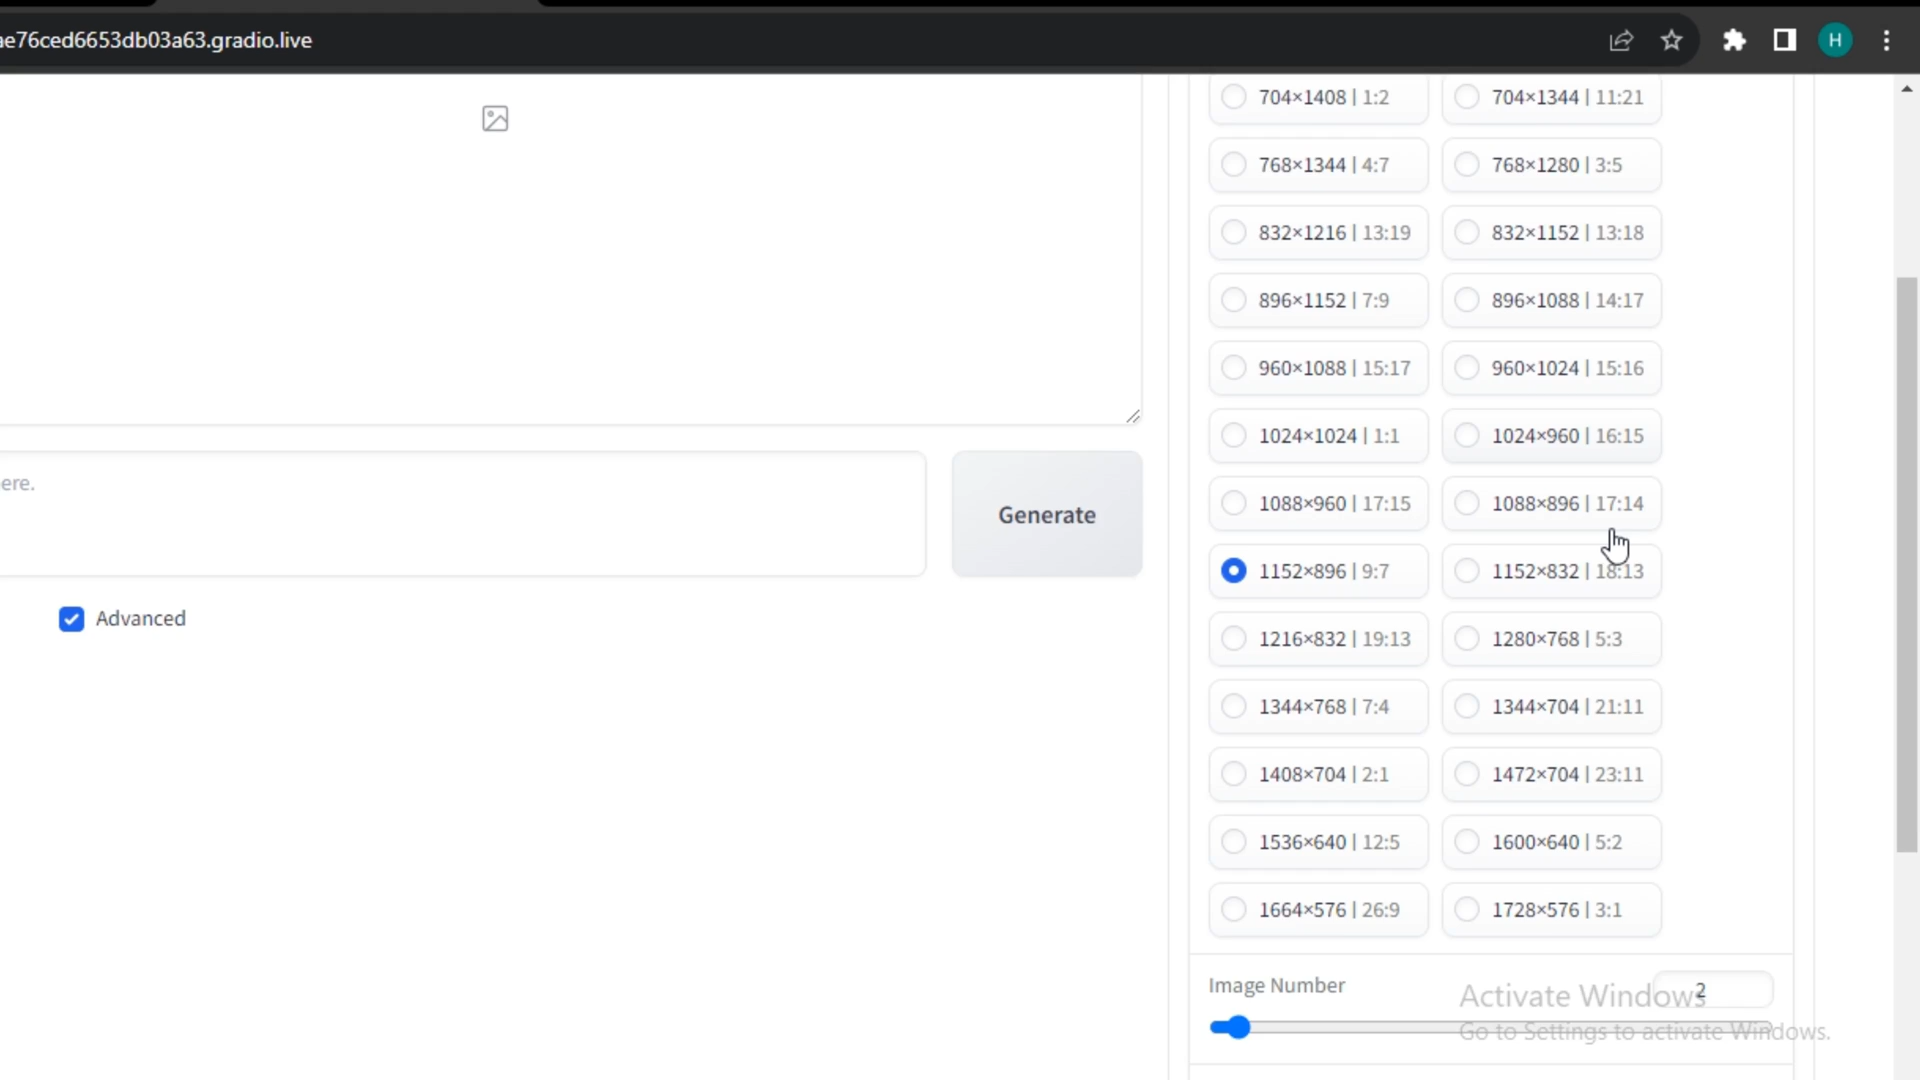 ae76ced6653db03a63.gradio.live
H
704×1408 | 1:2
704×1344 | 11:21
768×1344 | 4:7
768×1280 | 3:5
832×1216 | 13:19
832×1152 | 13:18
896×1152 | 7:9
896×1088 | 14:17
960×1088 | 15:17
960×1024 | 15:16
1024×1024 | 1:1
1024×960 | 16:15
ere.
Generate
1088×960 | 17:15
1088×896 | 17:14
1152×896 | 9:7
1152×832 | 18:13
Advanced
1216×832 | 19:13
1280×768 | 5:3
1344×768 | 7:4
1344×704 | 21:11
1408×704 | 2:1
1472×704 | 23:11
1536×640 | 12:5
1600×640 | 5:2
1664×576 | 26:9
1728×576 | 3:1
Image Number
2
Activate Windows
Go to Settings to activate Windows.